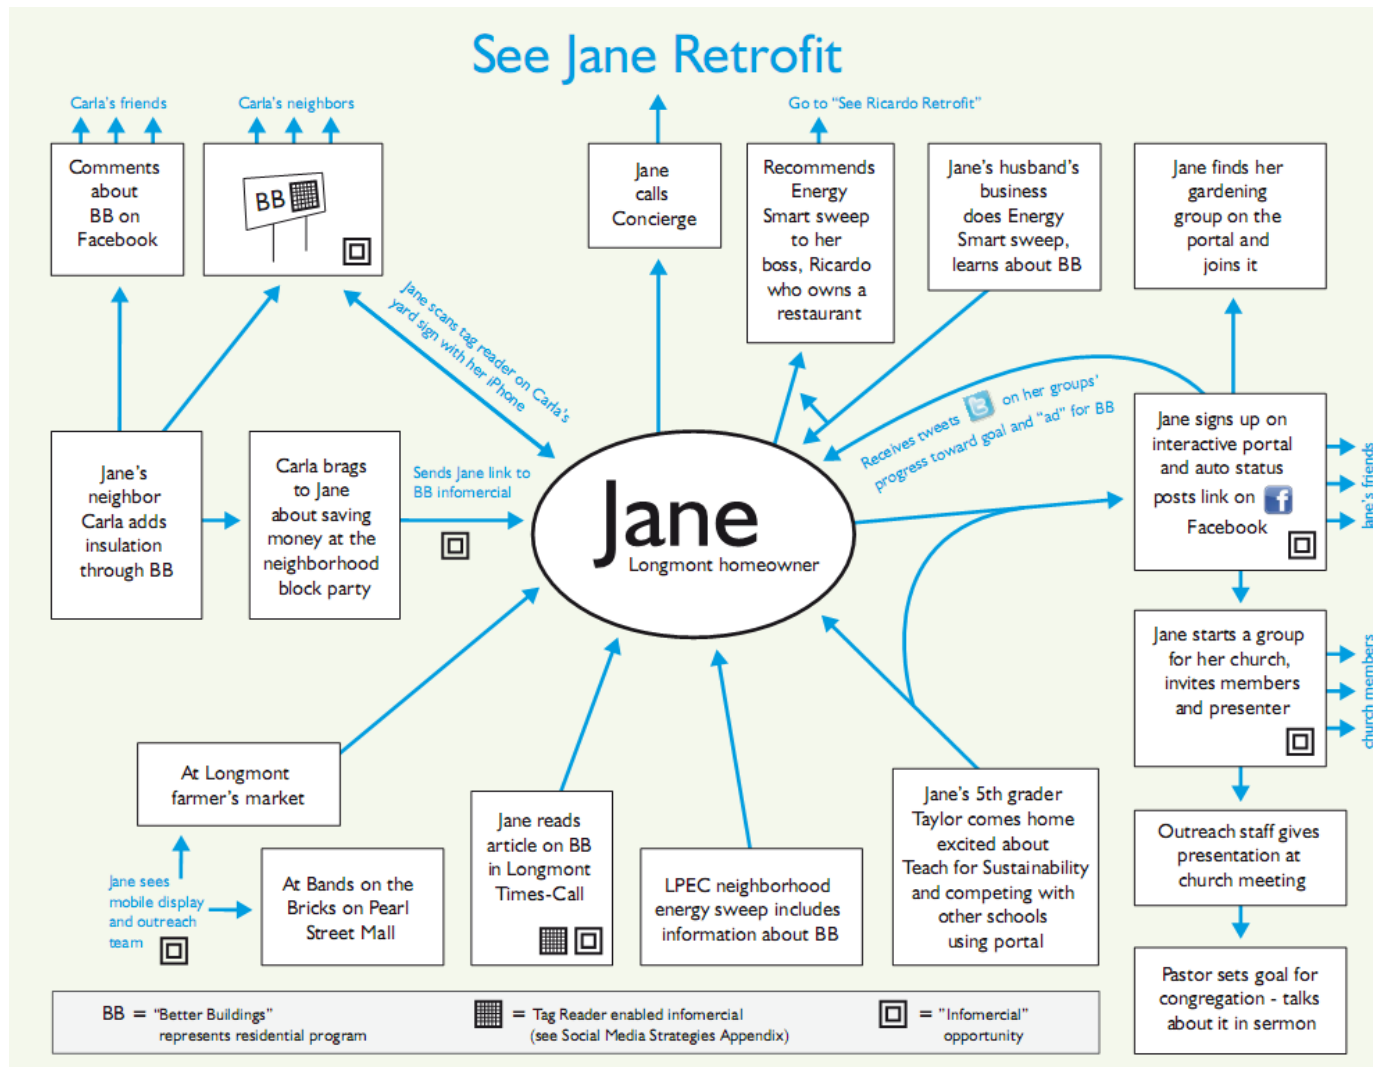 See Jane Retrofit
Carla's friends
Carla's neighbors
Go to "See Ricardo Retrofit"
Comments
about
BB on
Facebook
BB
Jane
calls
Concierge
Recommends
Energy
Smart sweep
to her
boss, Ricardo
who owns a
restaurant
Jane's husband's
business
does Energy
Smart sweep,
learns about BB
Jane finds her
gardening
group on the
portal and
joins it
Jane scans tag reader on Carla's
yard sign with her iPhone
Receives tweets on her groups'
progress toward goal and "ad" for BB
Jane's
neighbor
Carla adds
insulation
through BB
Carla brags
to Jane
about saving
money at the
neighborhood
block party
Sends Jane link to
BB infomercial
Jane
Longmont homeowner
Jane signs up on
interactive portal
and auto status
posts link on f
Facebook
Jane's friends
Jane starts a group
for her church,
invites members
and presenter
church members
At Longmont
farmer's market
Jane sees
mobile display
and outreach
team
At Bands on the
Bricks on Pearl
Street Mall
Jane reads
article on BB
in Longmont
Times-Call
LPEC neighborhood
energy sweep includes
information about BB
Jane's 5th grader
Taylor comes home
excited about
Teach for Sustainability
and competing with
other schools
using portal
Outreach staff gives
presentation at
church meeting
Pastor sets goal for
congregation - talks
about it in sermon
BB = "Better Buildings"
represents residential program
= Tag Reader enabled infomercial
(see Social Media Strategies Appendix)
= "Infomercial"
opportunity